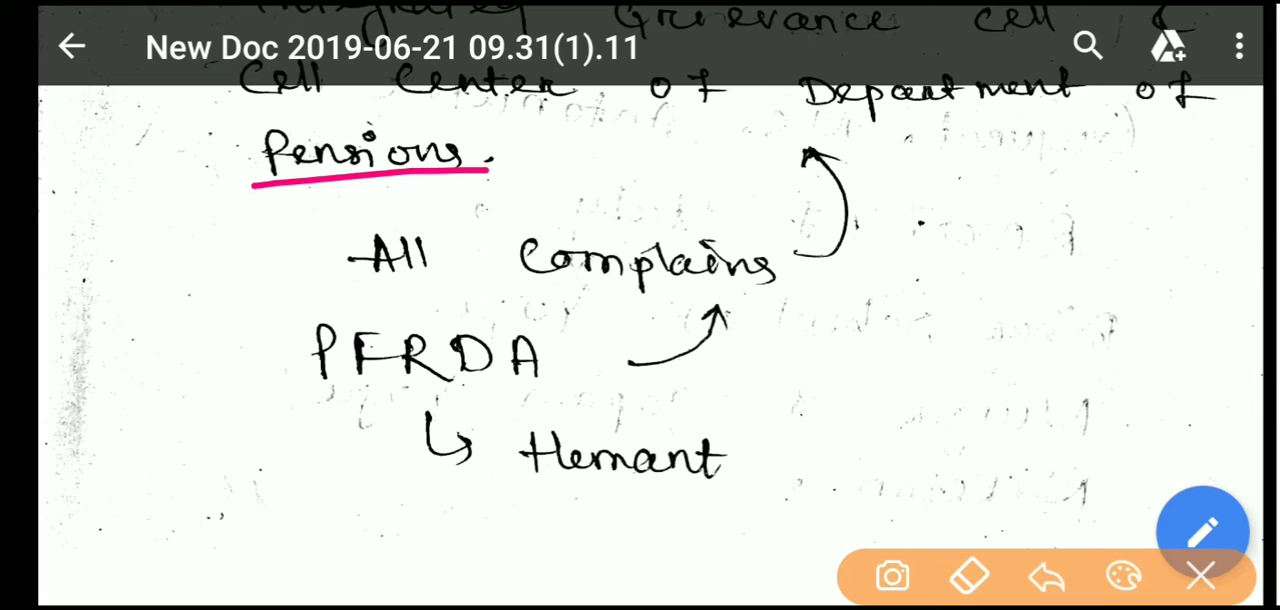 Integrated Grievance cell &
New Doc 2019-06-21 09.31(1).11
Cell Center of Department of
Pensions.
All Complains
PFRDA
↳ Hemant